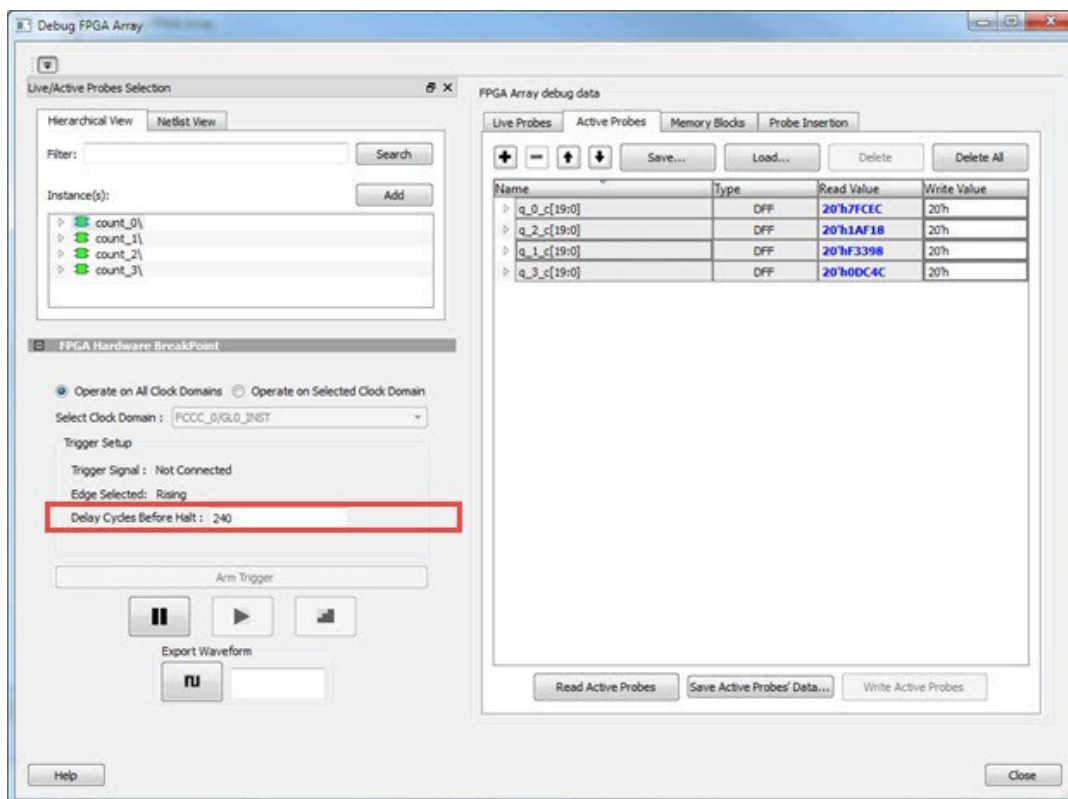 Debug FPGA Array
Live/Active Probes Selection
Hierarchical View Netlist View
Filter: Search
Instance(s): Add
count_0\
count_1\
count_2\
count_3\
FPGA Hardware BreakPoint
Operate on All Clock Domains Operate on Selected Clock Domain
Select Clock Domain : FCCC_0/GL0_INST
Trigger Setup
Trigger Signal : Not Connected
Edge Selected: Rising
Delay Cycles Before Halt : 240
Arm Trigger
Export Waveform
FPGA Array debug data
Live Probes Active Probes Memory Blocks Probe Insertion
Save... Load... Delete Delete All
Name Type Read Value Write Value
q_0_c[19:0] DFF 20'h7FCEC 20'h
q_2_c[19:0] DFF 20'h1AF18 20'h
q_1_c[19:0] DFF 20'hF3398 20'h
q_3_c[19:0] DFF 20'h0DC4C 20'h
Read Active Probes Save Active Probes' Data... Write Active Probes
Help Close